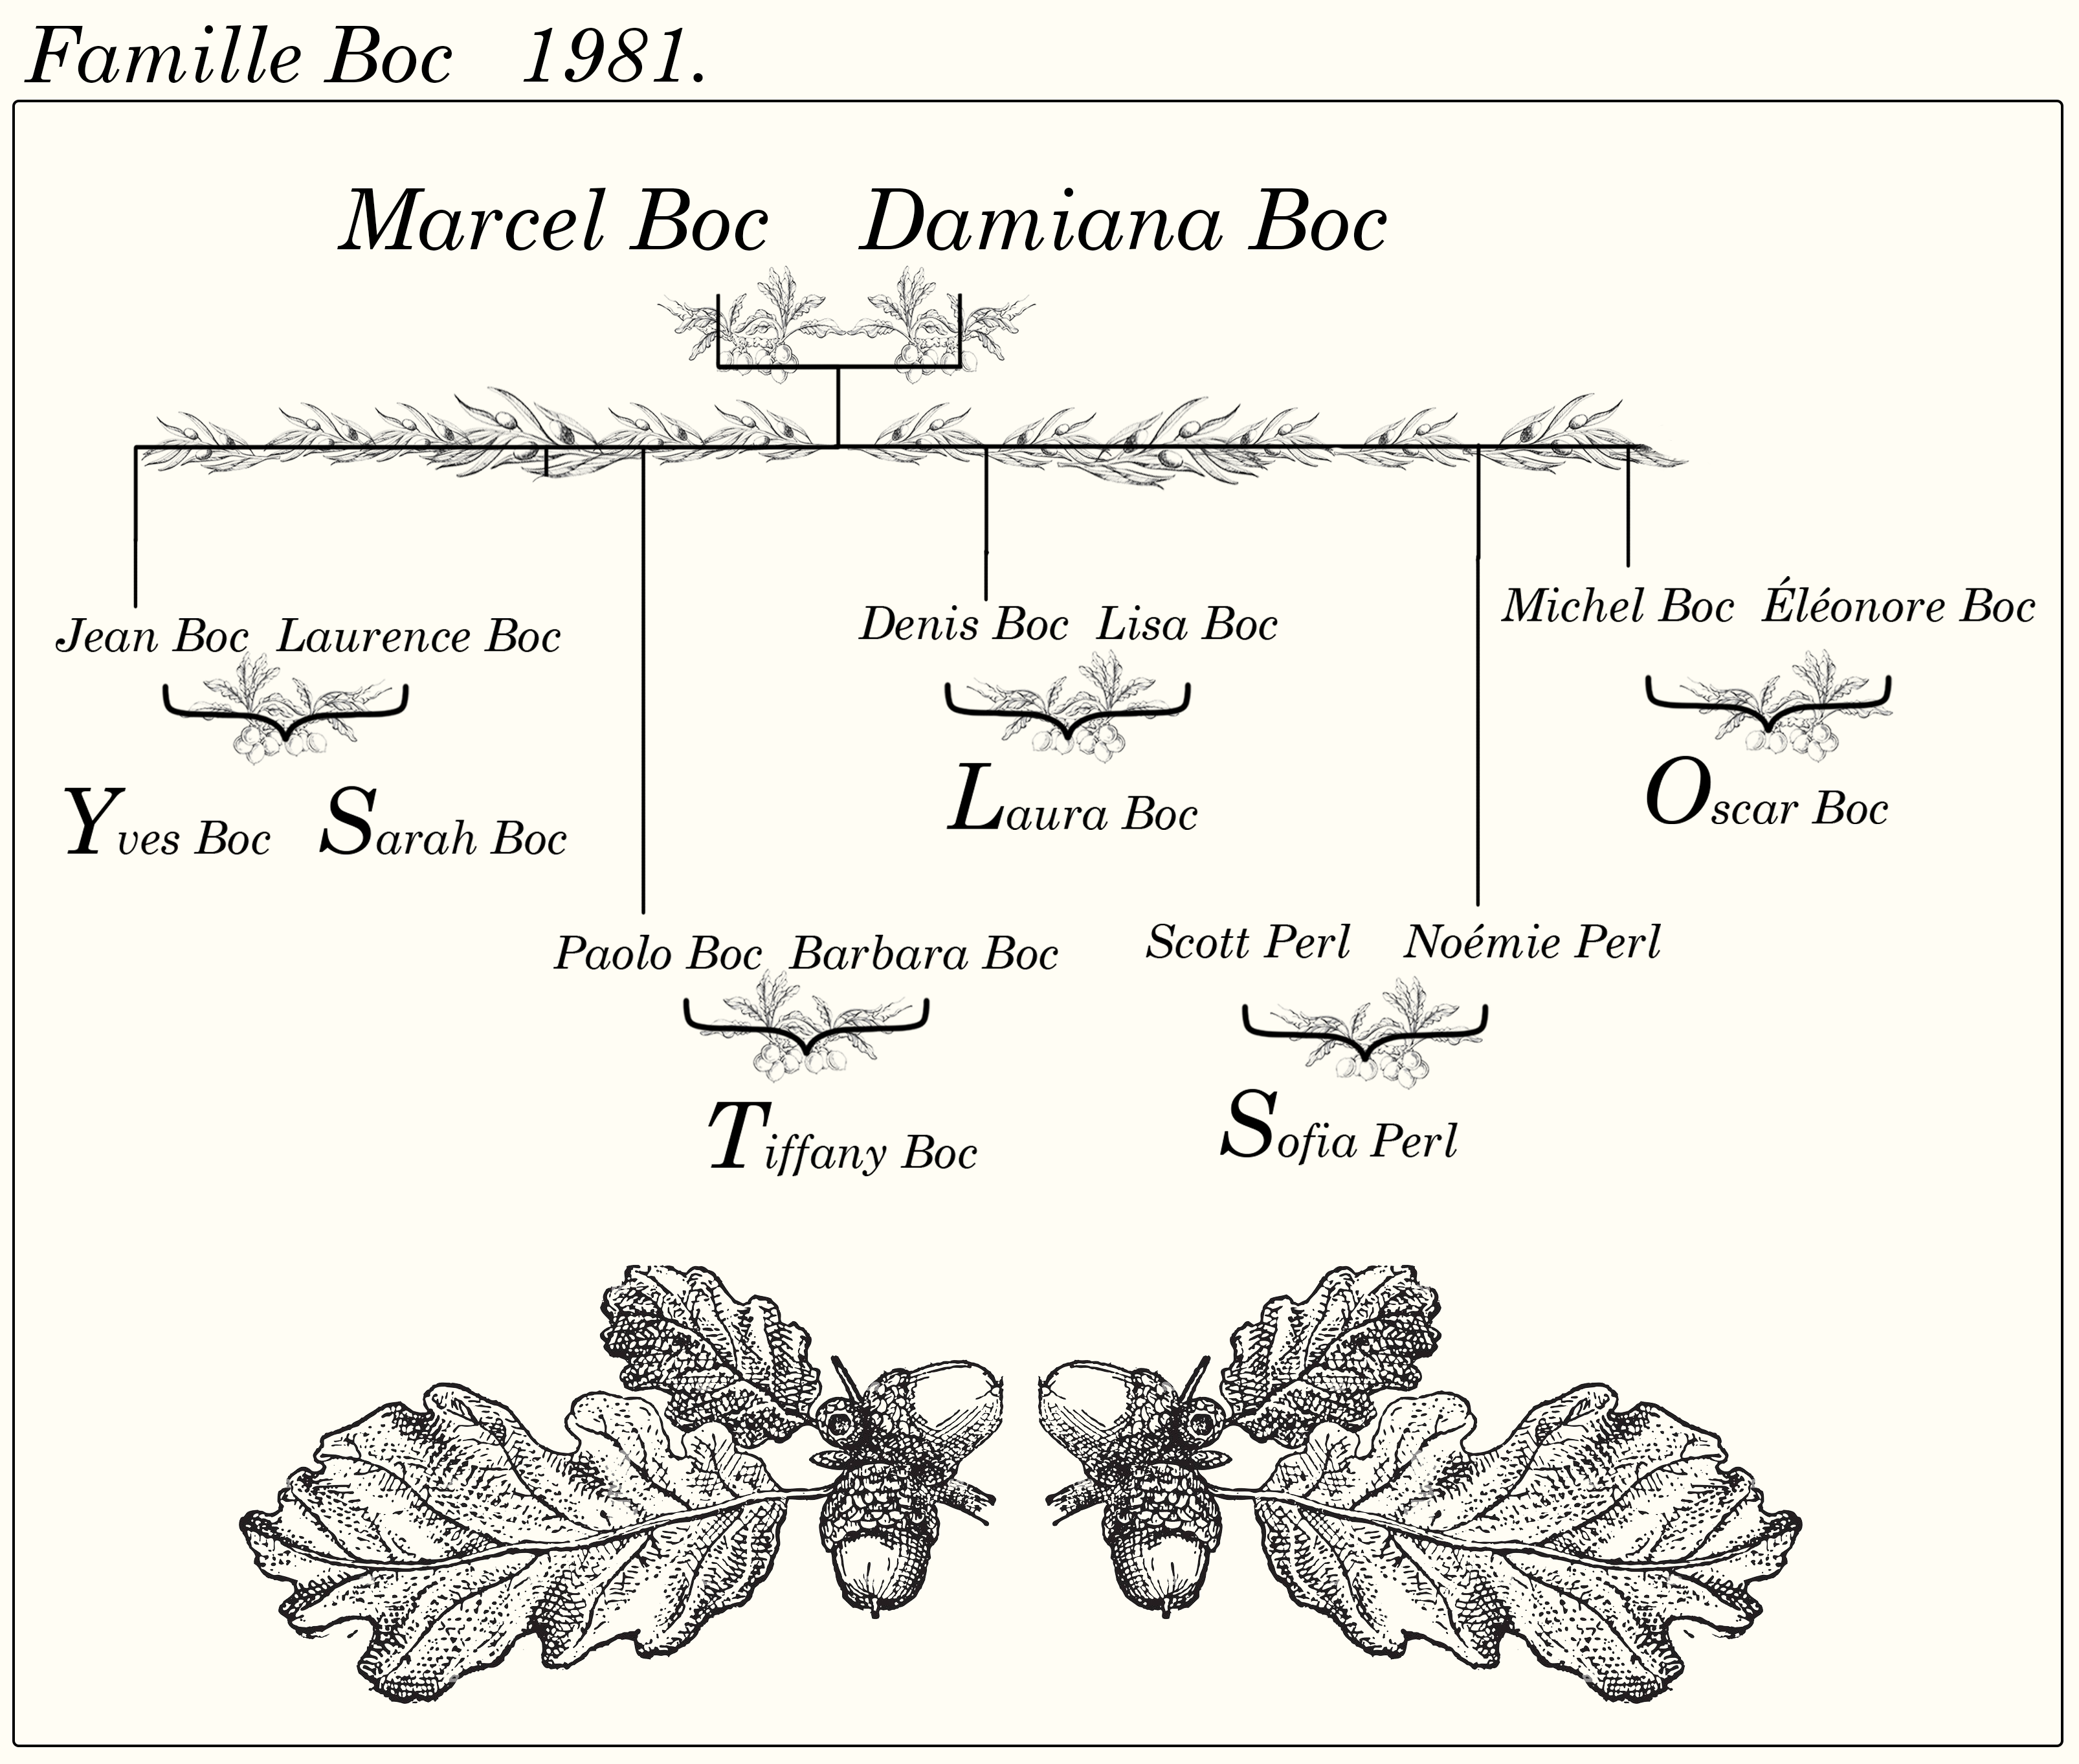 Famille Boc 1981.
Marcel Boc Damiana Boc
Jean Boc Laurence Boc
Denis Boc Lisa Boc
Michel Boc Éléonore Boc
Yves Boc Sarah Boc
Laura Boc
Oscar Boc
Paolo Boc Barbara Boc
Scott Perl Noémie Perl
Tiffany Boc
Sofia Perl